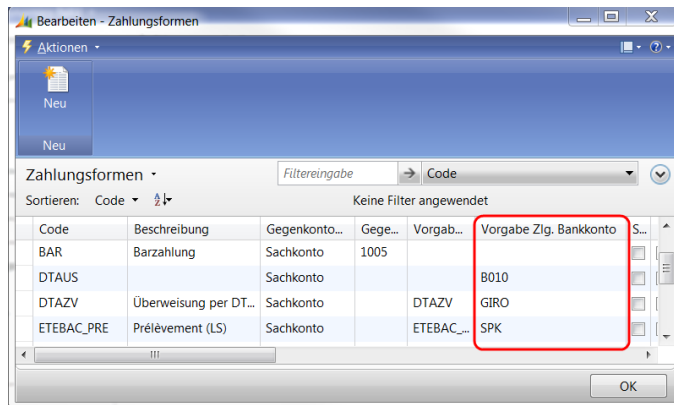 Bearbeiten - Zahlungsformen
Aktionen
Neu
Neu
Zahlungsformen
Filtereingabe
Code
Sortieren: Code
Keine Filter angewendet
Code Beschreibung Gegenkonto... Gege... Vorgab... Vorgabe Zlg. Bankkonto S...
BAR Barzahlung Sachkonto 1005
DTAUS Sachkonto B010
DTAZV Überweisung per DT... Sachkonto DTAZV GIRO
ETEBAC_PRE Prélèvement (LS) Sachkonto ETEBAC_... SPK
OK